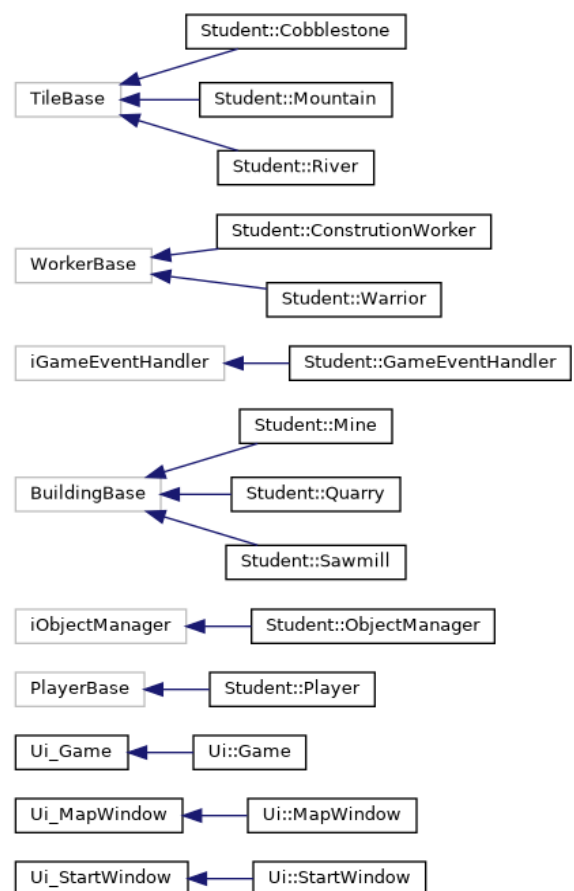 Student::Cobblestone
TileBase
Student::Mountain
Student::River
Student::ConstrutionWorker
WorkerBase
Student::Warrior
iGameEventHandler
Student::GameEventHandler
Student::Mine
BuildingBase
Student::Quarry
Student::Sawmill
iObjectManager
Student::ObjectManager
PlayerBase
Student::Player
Ui_Game
Ui::Game
Ui_MapWindow
Ui::MapWindow
Ui_StartWindow
Ui::StartWindow